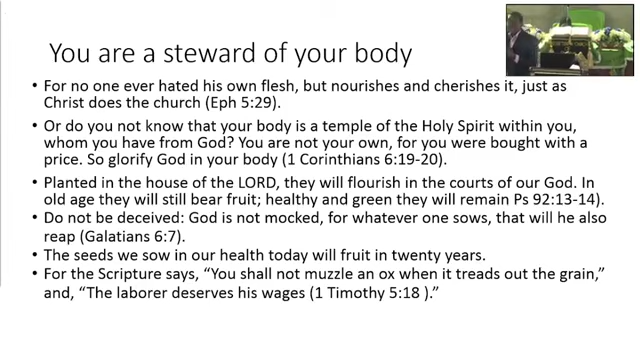 You are a steward of your body
• For no one ever hated his own flesh, but nourishes and cherishes it, just as
Christ does the church (Eph 5:29).
• Or do you not know that your body is a temple of the Holy Spirit within you,
whom you have from God? You are not your own, for you were bought with a
price. So glorify God in your body (1 Corinthians 6:19-20).
• Planted in the house of the LORD, they will flourish in the courts of our God. In
old age they will still bear fruit; healthy and green they will remain Ps 92:13-14).
• Do not be deceived: God is not mocked, for whatever one sows, that will he also
reap (Galatians 6:7).
• The seeds we sow in our health today will fruit in twenty years.
• For the Scripture says, “You shall not muzzle an ox when it treads out the grain,”
and, “The laborer deserves his wages (1 Timothy 5:18 ).”